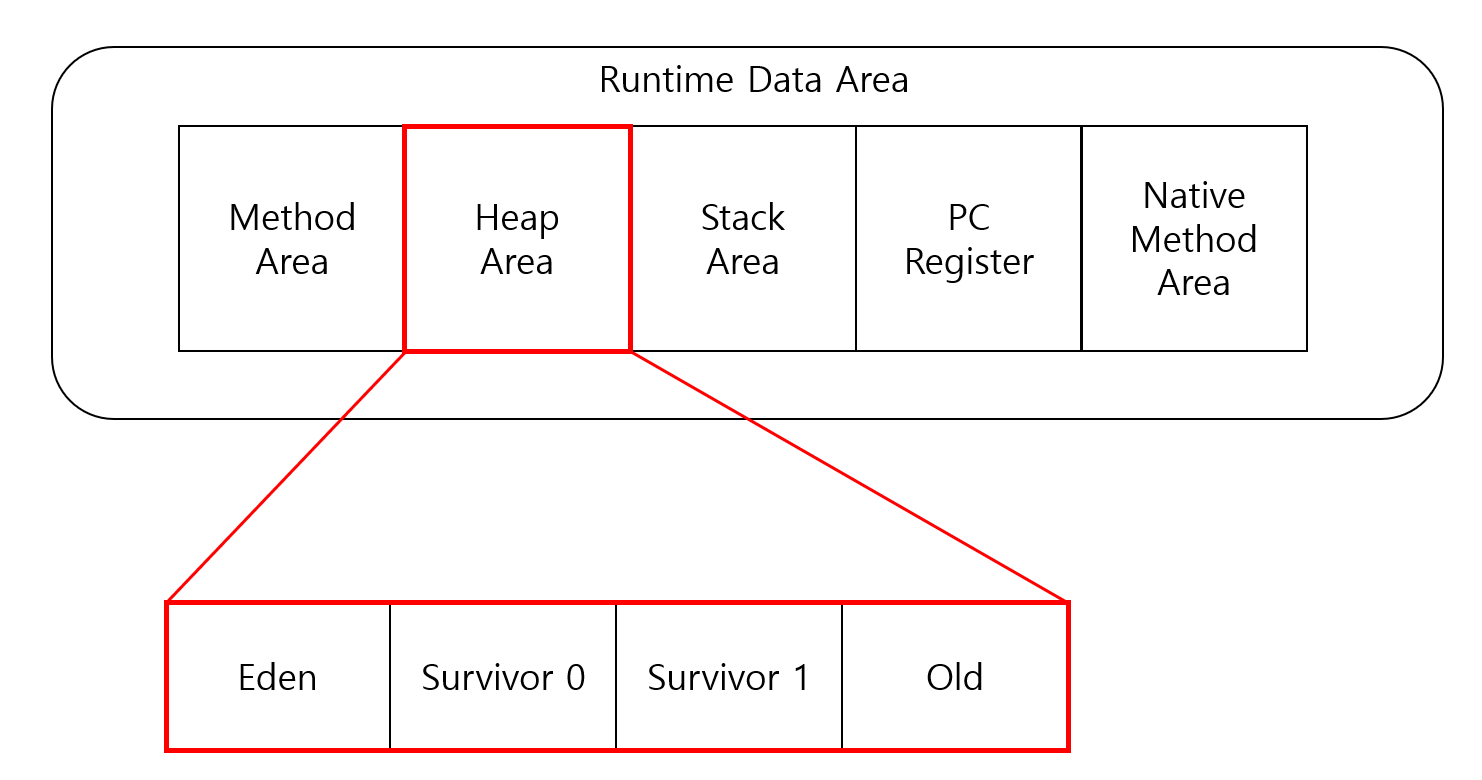 Runtime Data Area
Method
Area
Heap
Area
Stack
Area
PC
Register
Native
Method
Area
Eden
Survivor 0
Survivor 1
Old